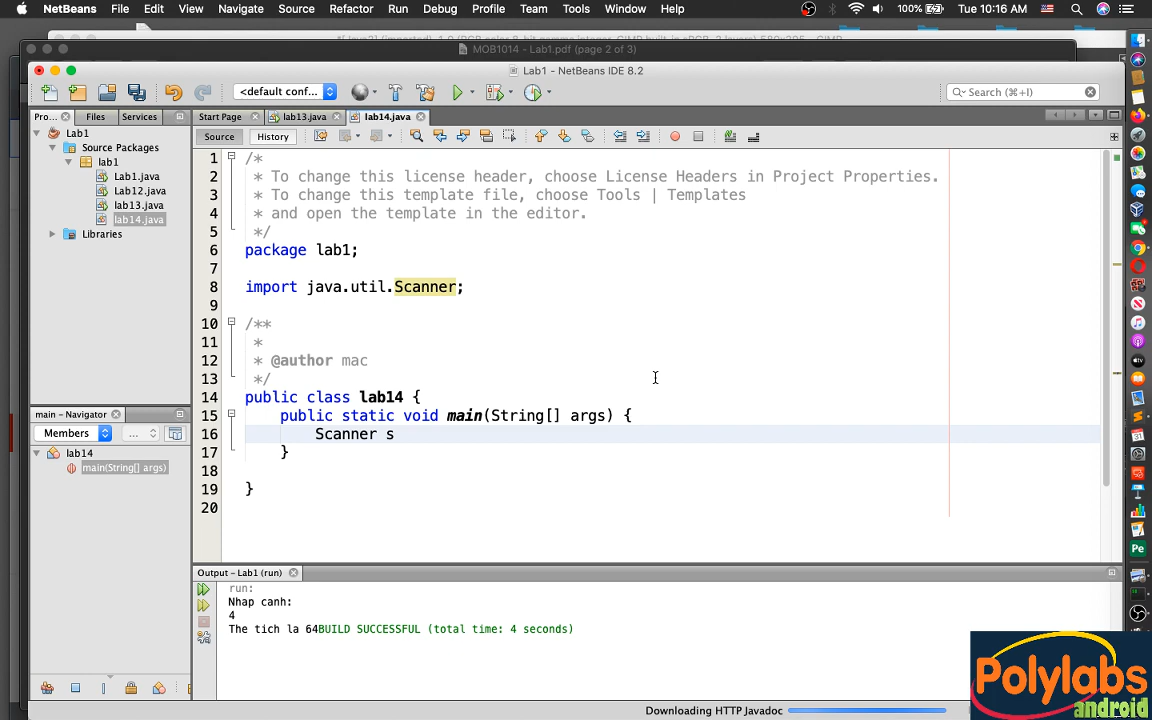 NetBeans File Edit View Navigate Source Refactor Run Debug Profile Team Tools Window Help 100% Tue 10:16 AM
MOB1014 - Lab1.pdf (page 2 of 3)
Lab1 - NetBeans IDE 8.2
<default conf... Search (⌘+I)
Pro... Files Services Start Page lab13.java lab14.java
Source History
Lab1
Source Packages
lab1
Lab1.java
Lab12.java
lab13.java
lab14.java
Libraries
1 /*
2 * To change this license header, choose License Headers in Project Properties.
3 * To change this template file, choose Tools | Templates
4 * and open the template in the editor.
5 */
6 package lab1;
7
8 import java.util.Scanner;
9
10 /**
11 *
12 * @author mac
13 */
14 public class lab14 {
15 public static void main(String[] args) {
16 Scanner s
17 }
18
19 }
20
main - Navigator
Members ...
lab14
main(String[] args)
Output - Lab1 (run)
run:
Nhap canh:
4
The tich la 64BUILD SUCCESSFUL (total time: 4 seconds)
Downloading HTTP Javadoc
Polylabs
android